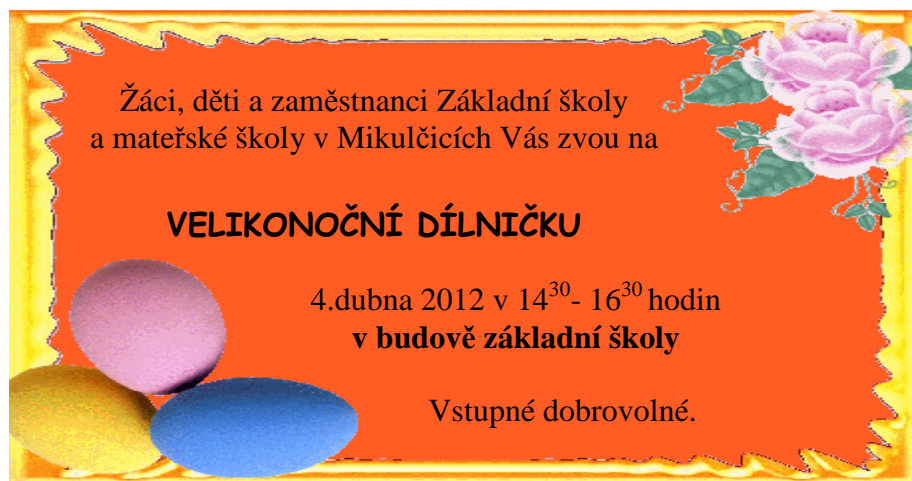 Žáci, děti a zaměstnanci Základní školy
a mateřské školy v Mikulčicích Vás zvou na
VELIKONOČNÍ DÍLNIČKU
4.dubna 2012 v 14³⁰- 16³⁰ hodin
v budově základní školy
Vstupné dobrovolné.